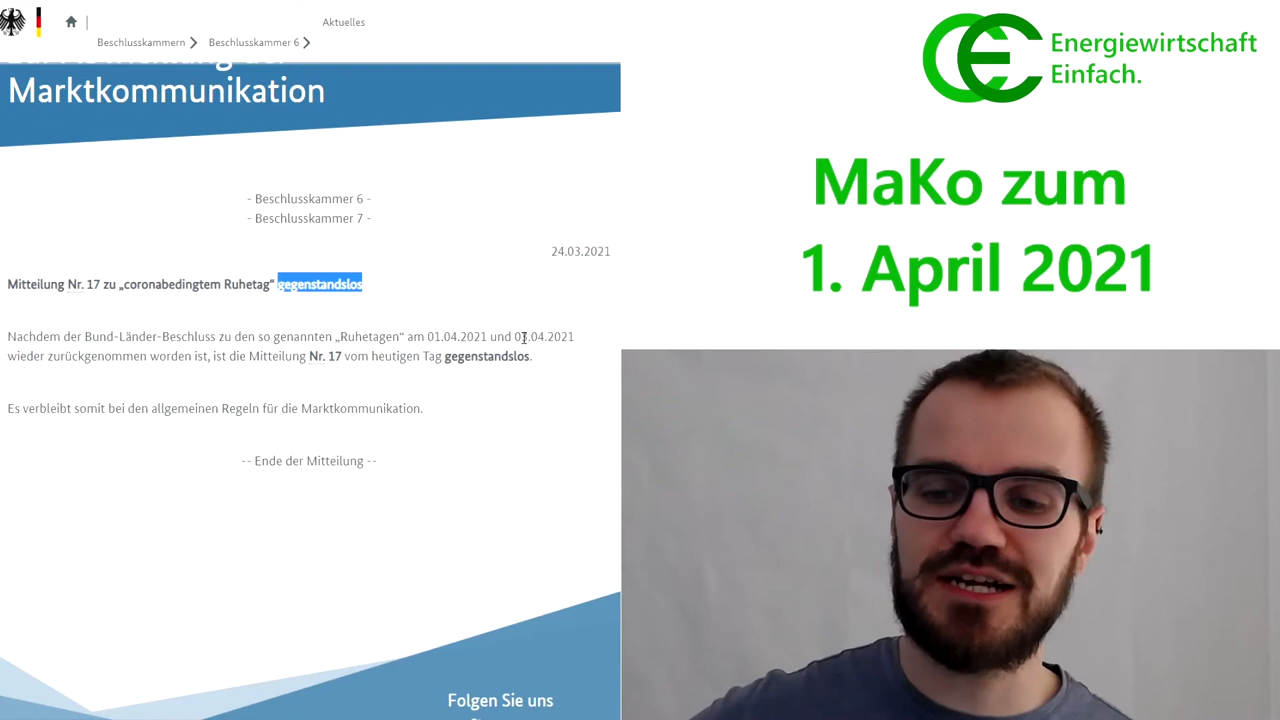 Aktuelles
Beschlusskammern
Beschlusskammer 6
Marktkommunikation
- Beschlusskammer 6 -
- Beschlusskammer 7 -
24.03.2021
Mitteilung Nr. 17 zu „coronabedingtem Ruhetag“ gegenstandslos
Nachdem der Bund-Länder-Beschluss zu den so genannten „Ruhetagen“ am 01.04.2021 und 03.04.2021
wieder zurückgenommen worden ist, ist die Mitteilung Nr. 17 vom heutigen Tag gegenstandslos.
Es verbleibt somit bei den allgemeinen Regeln für die Marktkommunikation.
-- Ende der Mitteilung --
Folgen Sie uns
Energiewirtschaft
Einfach.
MaKo zum
1. April 2021